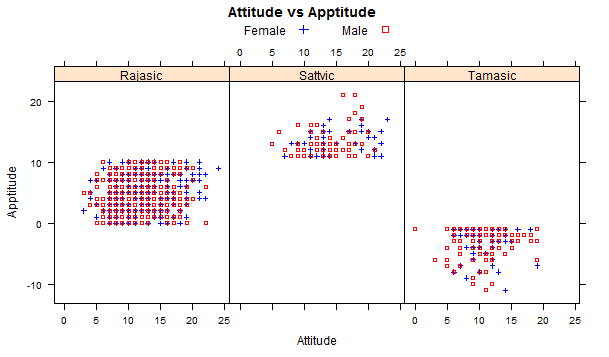 Attitude vs Apptitude
Female Male
0 5 10 15 20 25
Rajasic Sattvic Tamasic
20
10
0
-10
Apptitude
0 5 10 15 20 25 0 5 10 15 20 25
Attitude